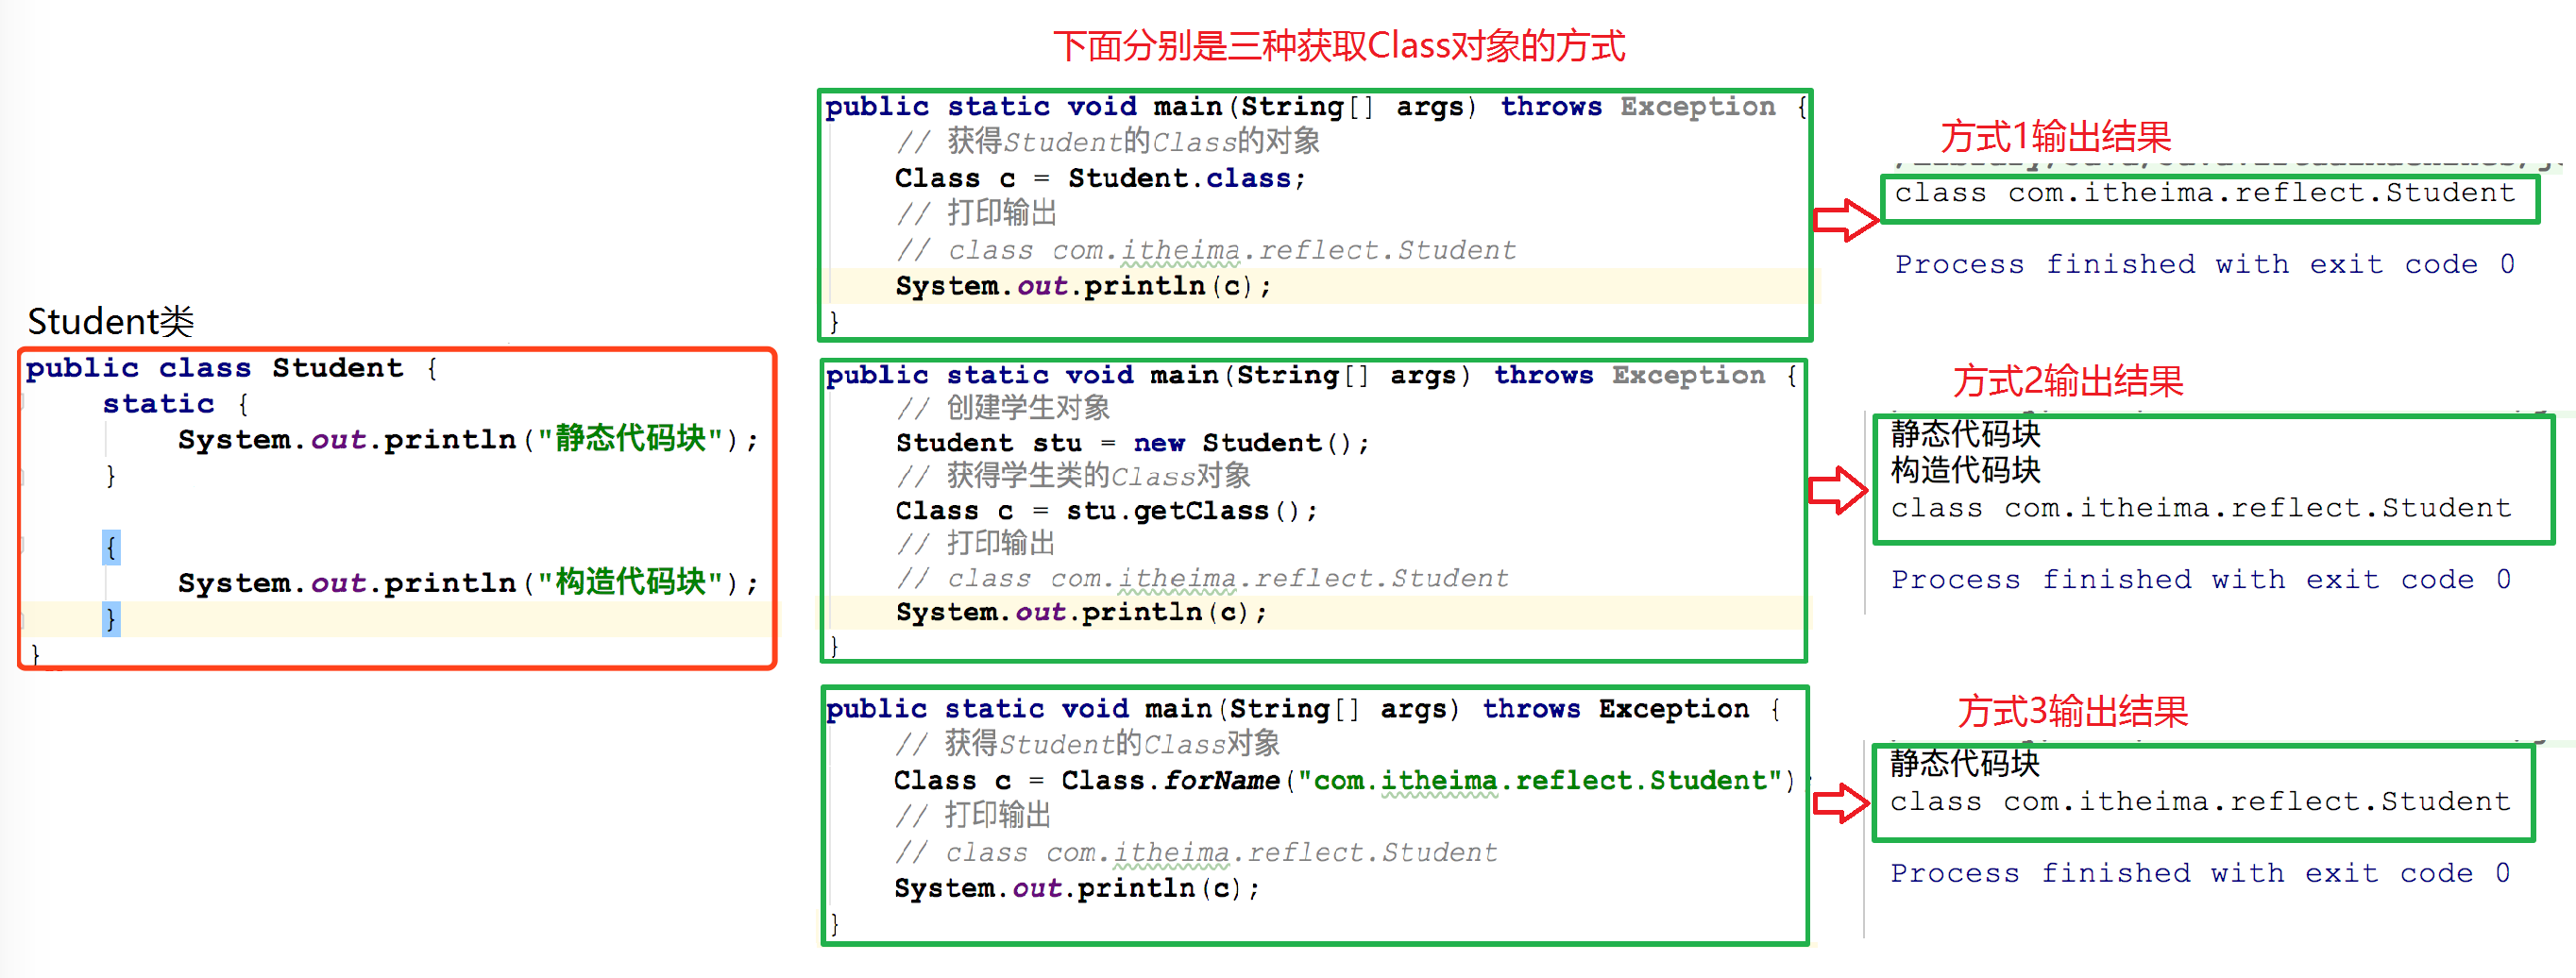 下面分别是三种获取Class对象的方式
Student类
public class Student {
static {
System.out.println("静态代码块");
}
{
System.out.println("构造代码块");
}
}
public static void main(String[] args) throws Exception {
// 获得Student的Class的对象
Class c = Student.class;
// 打印输出
// class com.itheima.reflect.Student
System.out.println(c);
}
方式1输出结果
class com.itheima.reflect.Student
Process finished with exit code 0
public static void main(String[] args) throws Exception {
// 创建学生对象
Student stu = new Student();
// 获得学生类的Class对象
Class c = stu.getClass();
// 打印输出
// class com.itheima.reflect.Student
System.out.println(c);
}
方式2输出结果
静态代码块
构造代码块
class com.itheima.reflect.Student
Process finished with exit code 0
public static void main(String[] args) throws Exception {
// 获得Student的Class对象
Class c = Class.forName("com.itheima.reflect.Student");
// 打印输出
// class com.itheima.reflect.Student
System.out.println(c);
}
方式3输出结果
静态代码块
class com.itheima.reflect.Student
Process finished with exit code 0